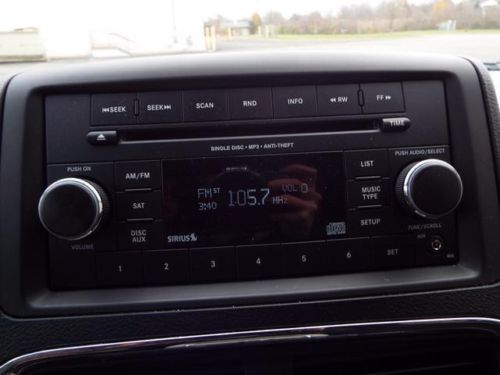 SEEK SEEK SCAN RND INFO RW FF
SINGLE DISC • MP3 • ANTI-THEFT
TIME
PUSH ON
PUSH AUDIO/SELECT
AM/FM
LIST
SAT
MUSIC TYPE
DISC AUX
SETUP
FM ST 105.7 VOL 0
3:40 MHz
SIRIUS
VOLUME
TUNE/SCROLL
AUX
1 2 3 4 5 6 SET